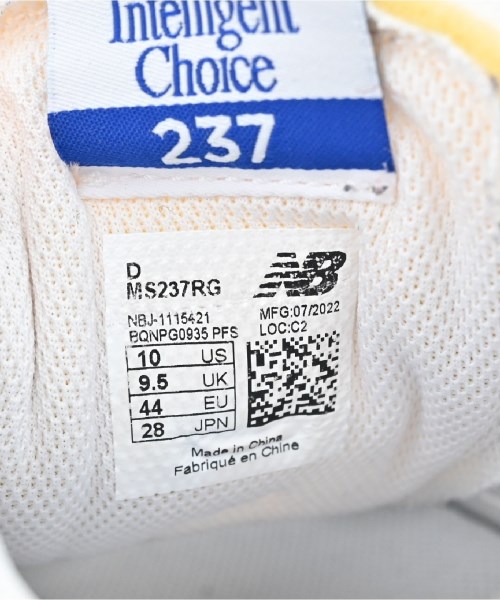 Intelligent
Choice
237
D
MS237RG
NB
NBJ-1115421
MFG:07/2022
BQNPG0935 PFS
LOC:C2
10 US
9.5 UK
44 EU
28 JPN
Made in China
Fabriqué en Chine